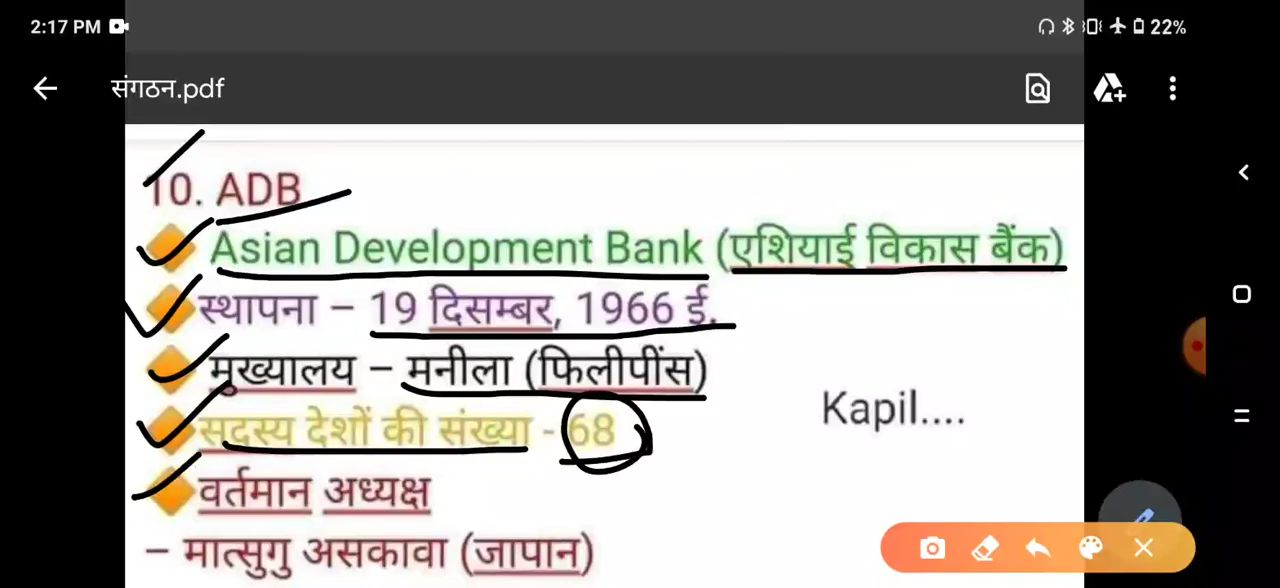 2:17 PM
22%
संगठन.pdf
10. ADB
Asian Development Bank (एशियाई विकास बैंक)
स्थापना – 19 दिसम्बर, 1966 ई.
मुख्यालय – मनीला (फिलीपींस)
सदस्य देशों की संख्या - 68
Kapil....
वर्तमान अध्यक्ष
– मात्सुगु असकावा (जापान)